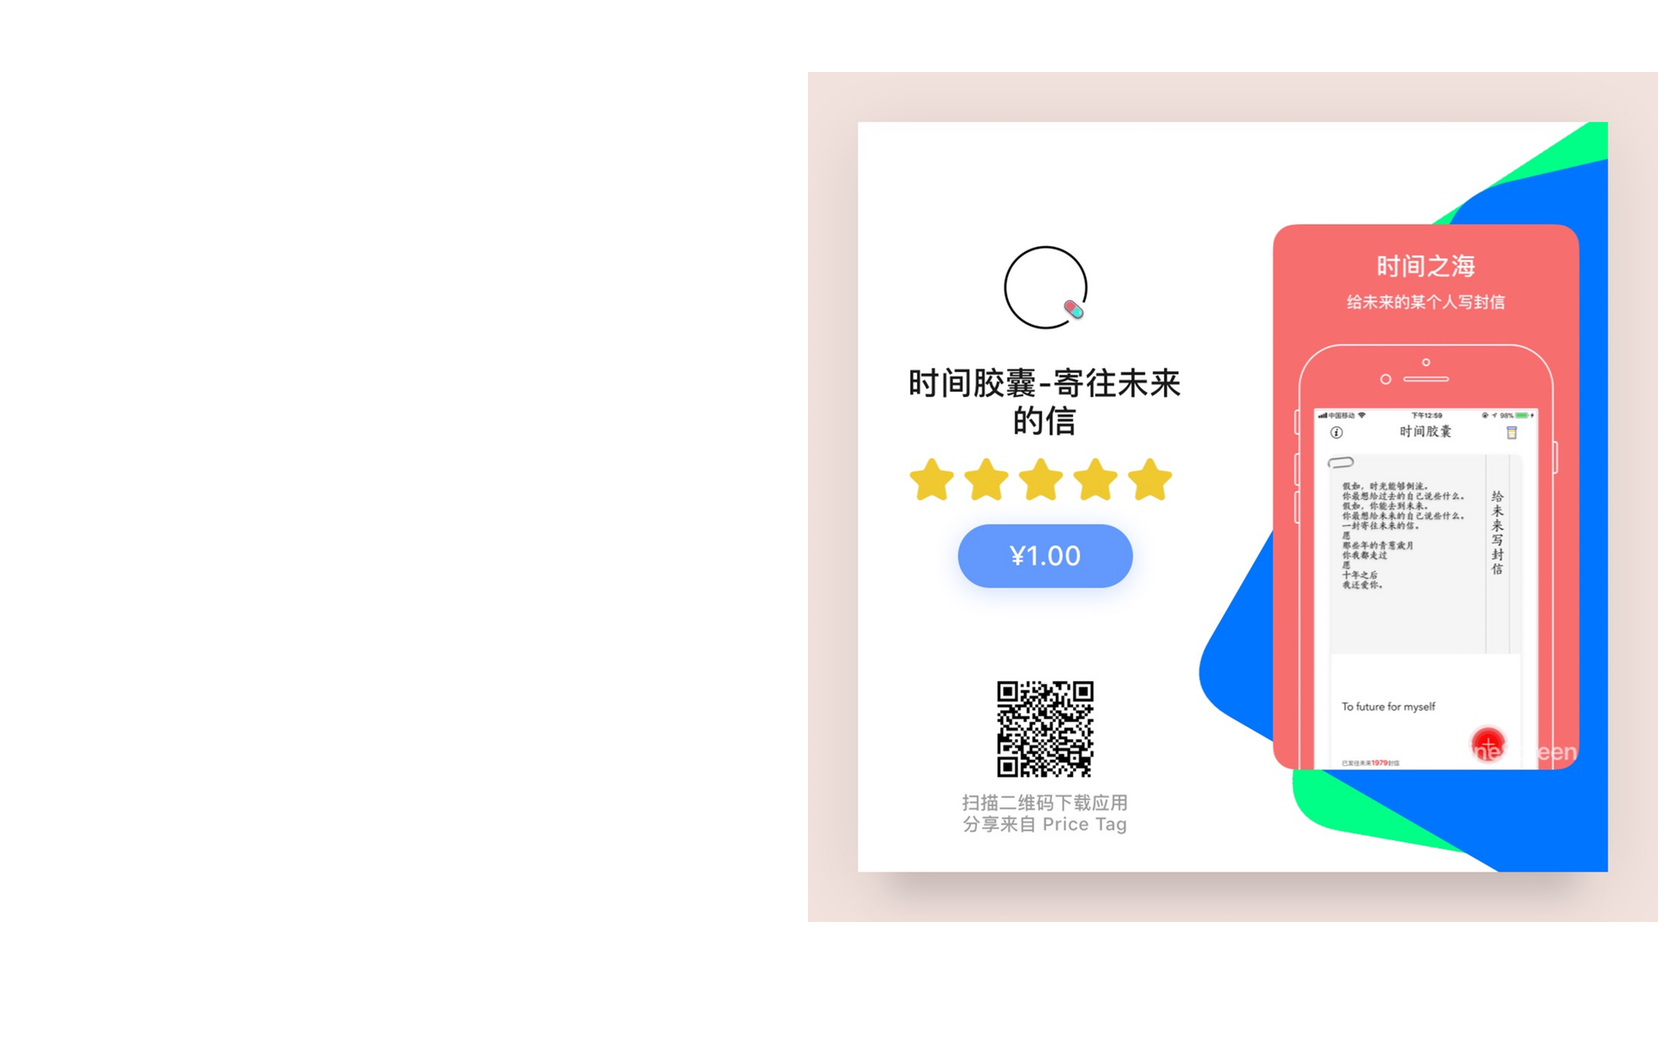 时间胶囊-寄往未来
的信
¥1.00
扫描二维码下载应用
分享来自 Price Tag
时间之海
给未来的某个人写封信
中国移动
下午12:59
98%
时间胶囊
假如，时光能够倒流。
你最想给过去的自己说些什么。
假如，你能去到未来。
你最想给未来的自己说些什么。
一封寄往未来的信。
愿
那些年的青葱岁月
你我都走过
愿
十年之后
我还爱你。
给未来写封信
To future for myself
已发往未来1979封信